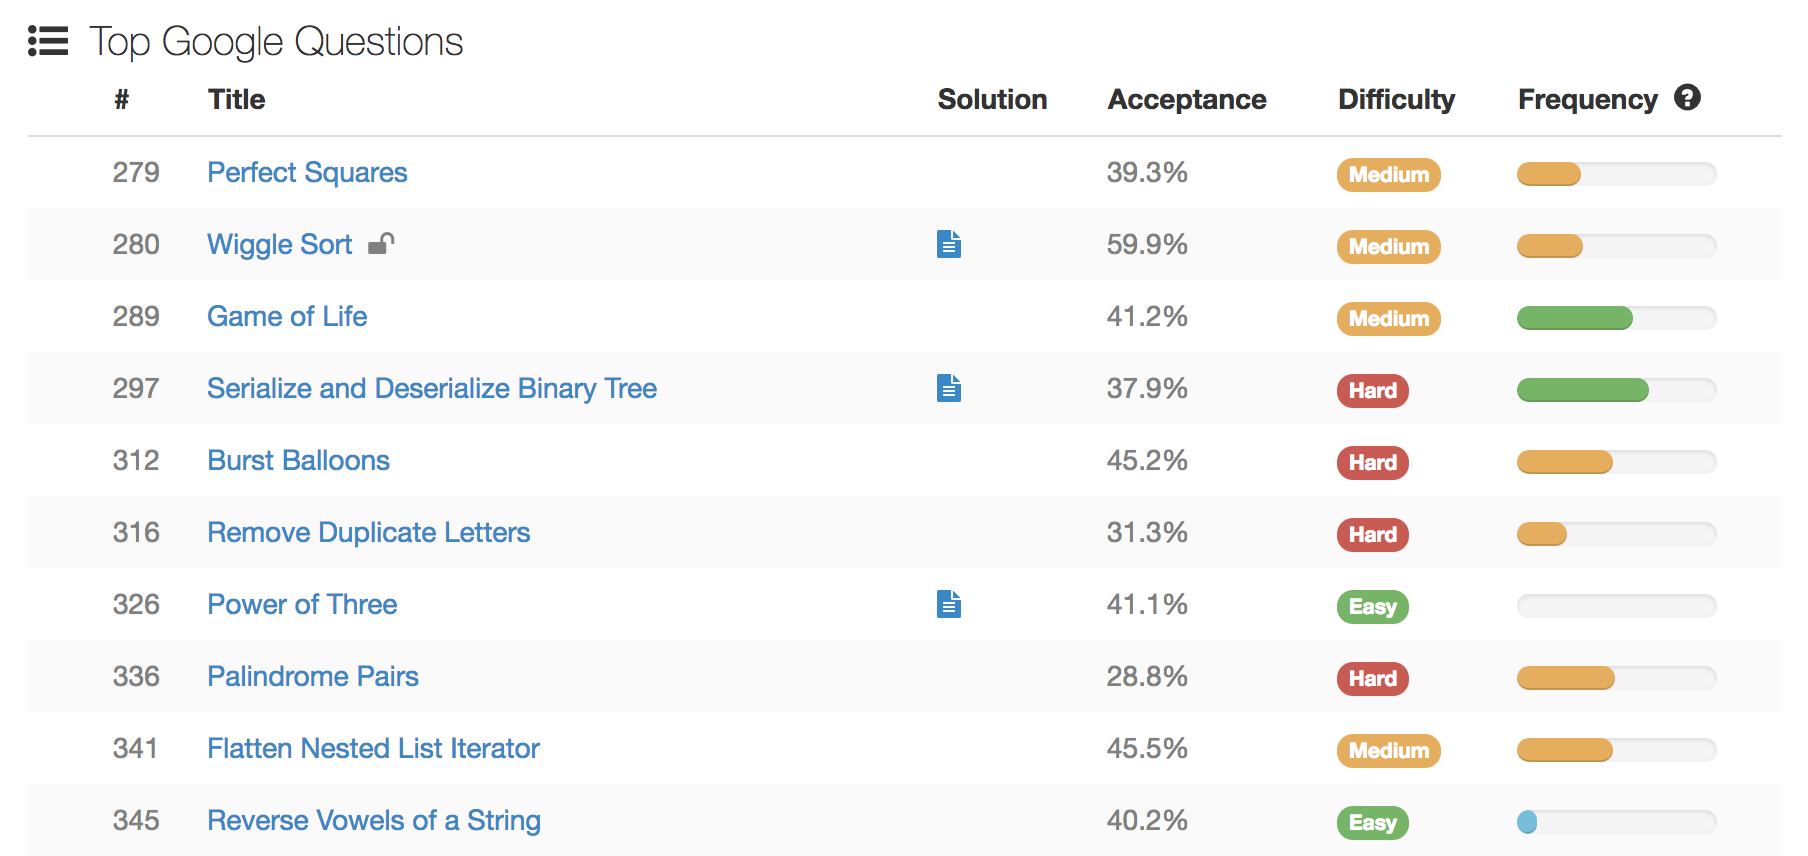 Top Google Questions
# Title Solution Acceptance Difficulty Frequency ?
279 Perfect Squares 39.3% Medium
280 Wiggle Sort 59.9% Medium
289 Game of Life 41.2% Medium
297 Serialize and Deserialize Binary Tree 37.9% Hard
312 Burst Balloons 45.2% Hard
316 Remove Duplicate Letters 31.3% Hard
326 Power of Three 41.1% Easy
336 Palindrome Pairs 28.8% Hard
341 Flatten Nested List Iterator 45.5% Medium
345 Reverse Vowels of a String 40.2% Easy